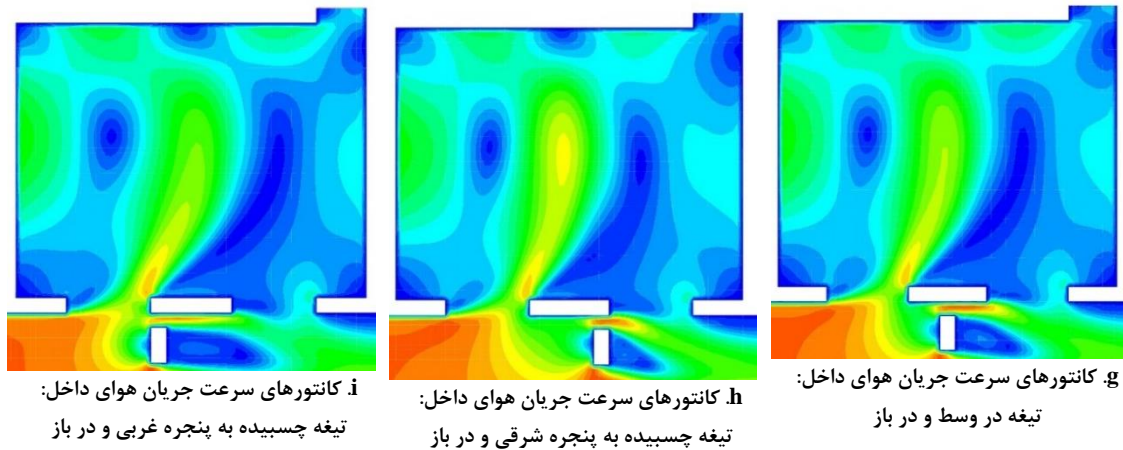 g. کانتورهای سرعت جریان هوای داخل:
تیغه در وسط و در باز
h. کانتورهای سرعت جریان هوای داخل:
تیغه چسبیده به پنجره شرقی و در باز
i. کانتورهای سرعت جریان هوای داخل:
تیغه چسبیده به پنجره غربی و در باز